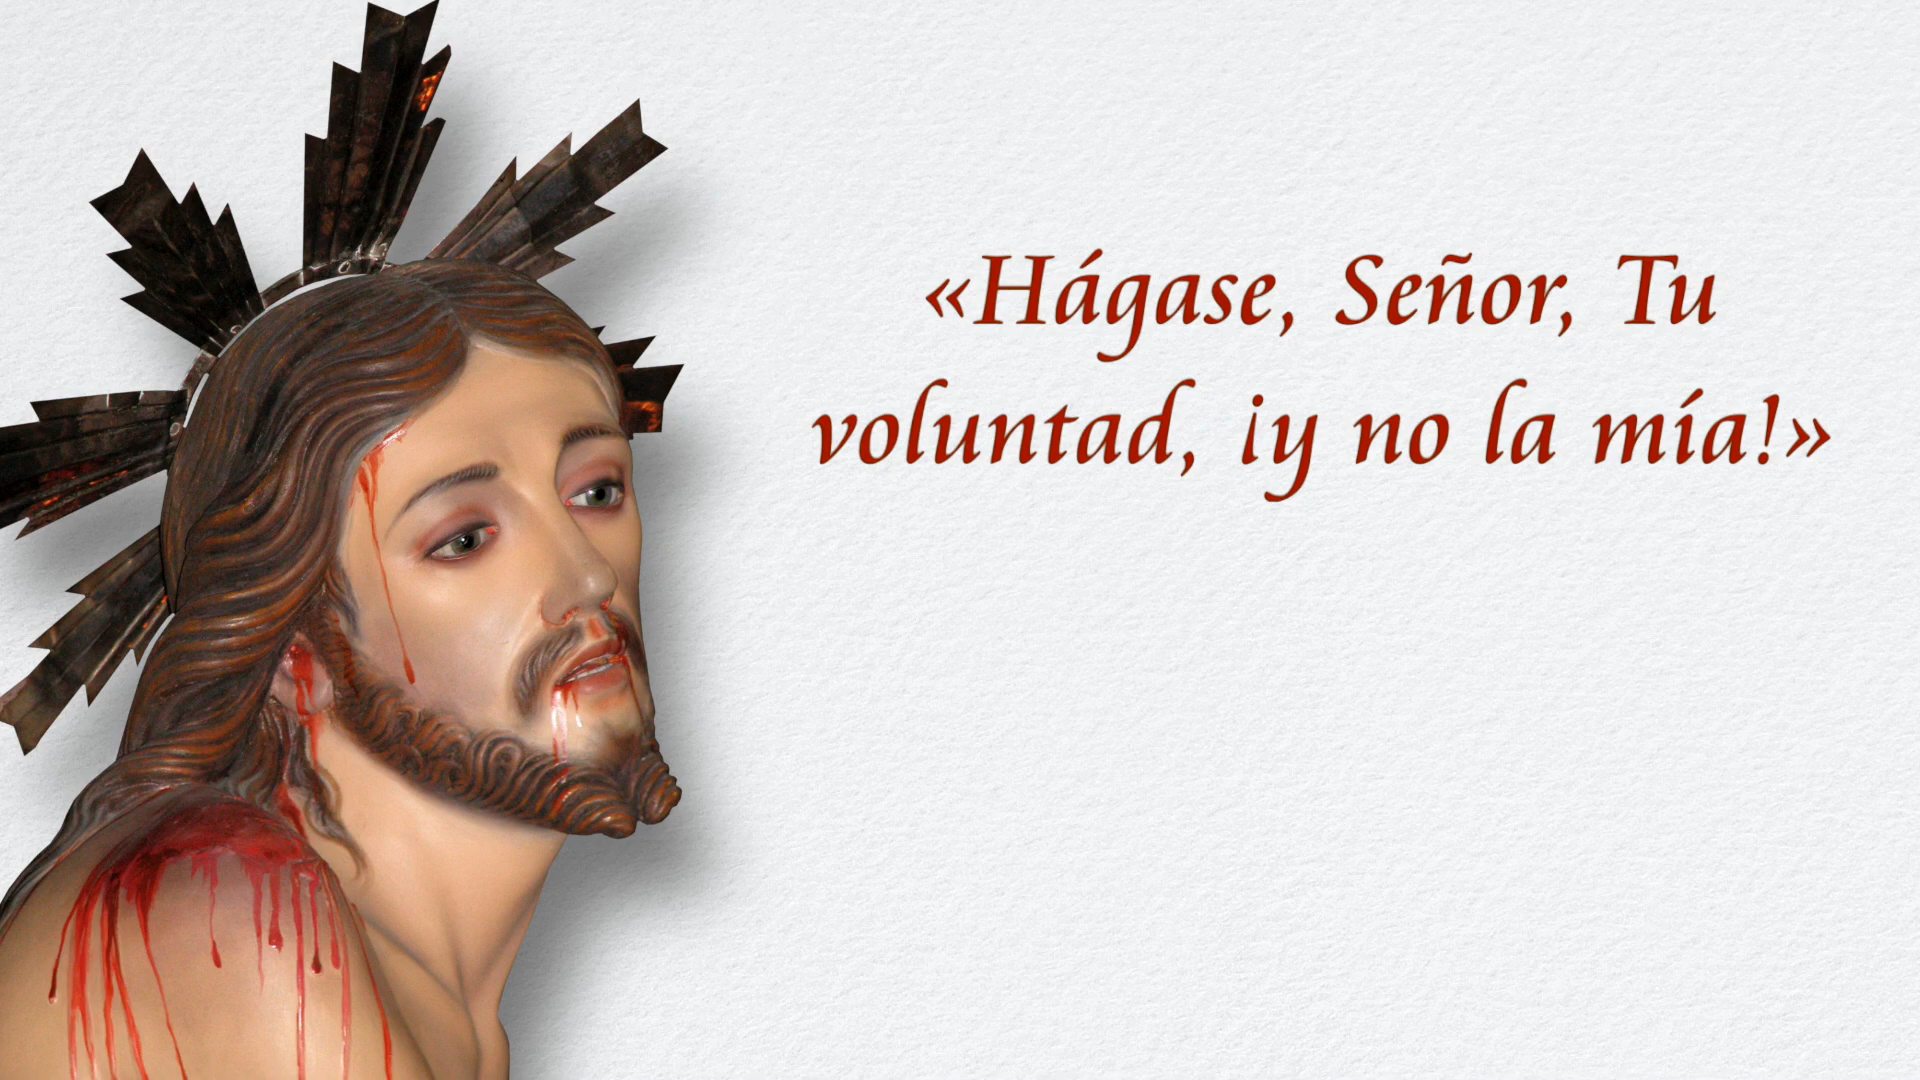 «Hágase, Señor, Tu
voluntad, ¡y no la mía!»